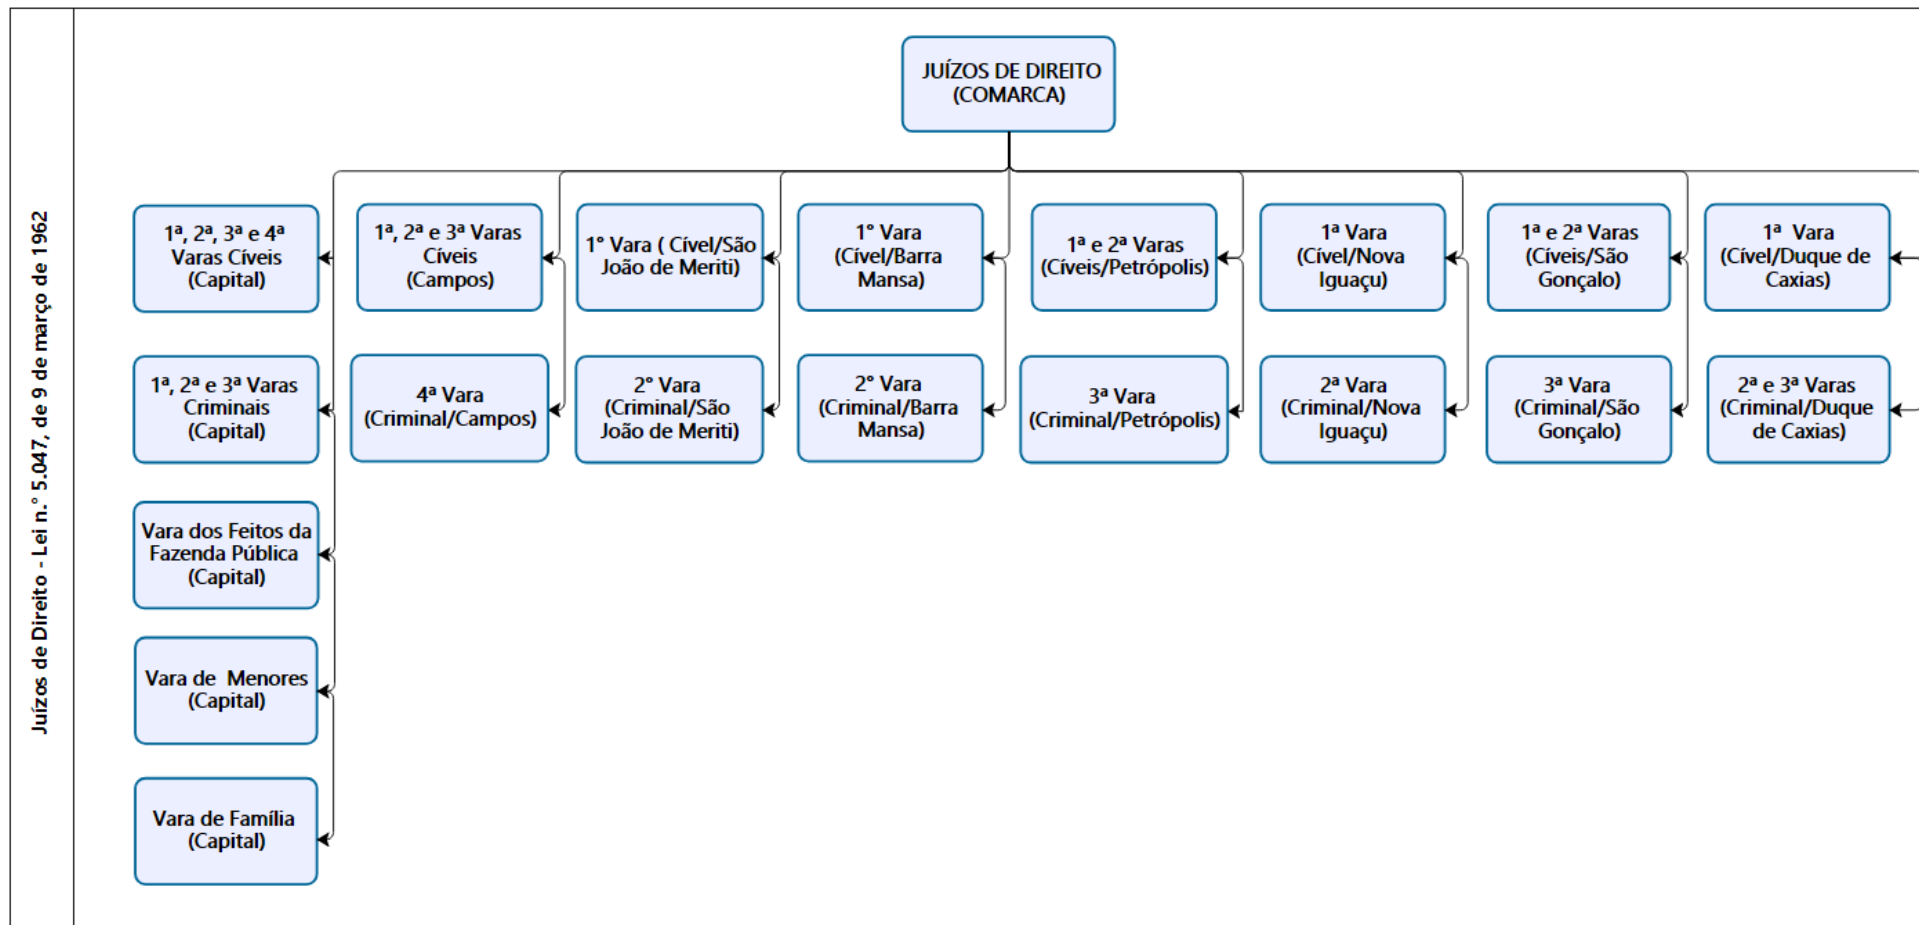 Juízos de Direito - Lei n.° 5.047, de 9 de março de 1962
JUÍZOS DE DIREITO
(COMARCA)
1ª, 2ª, 3ª e 4ª
Varas Cíveis
(Capital)
1ª, 2ª e 3ª Varas
Cíveis
(Campos)
1° Vara ( Cível/São
João de Meriti)
1° Vara
(Cível/Barra
Mansa)
1ª e 2ª Varas
(Cíveis/Petrópolis)
1ª Vara
(Cível/Nova
Iguaçu)
1ª e 2ª Varas
(Cíveis/São
Gonçalo)
1ª  Vara
(Cível/Duque de
Caxias)
1ª, 2ª e 3ª Varas
Criminais
(Capital)
4ª Vara
(Criminal/Campos)
2° Vara
(Criminal/São
João de Meriti)
2° Vara
(Criminal/Barra
Mansa)
3ª Vara
(Criminal/Petrópolis)
2ª Vara
(Criminal/Nova
Iguaçu)
3ª Vara
(Criminal/São
Gonçalo)
2ª e 3ª Varas
(Criminal/Duque
de Caxias)
Vara dos Feitos da
Fazenda Pública
(Capital)
Vara de  Menores
(Capital)
Vara de Família
(Capital)